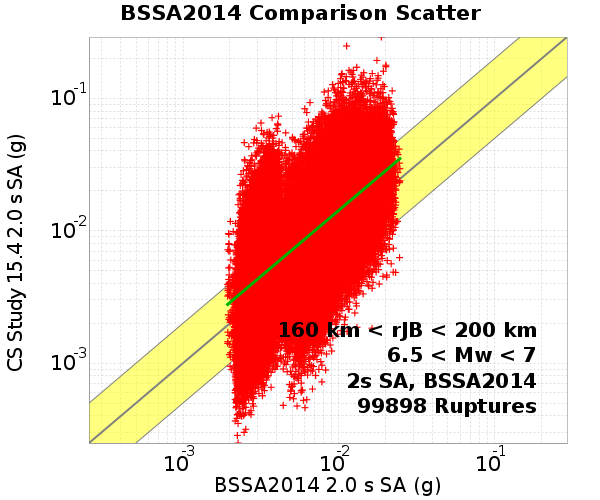 BSSA2014 Comparison Scatter
CS Study 15.4 2.0 s SA (g)
10-1
10-2
10-3
160 km < rJB < 200 km
6.5 < Mw < 7
2s SA, BSSA2014
99898 Ruptures
10-3 10-2 10-1
BSSA2014 2.0 s SA (g)